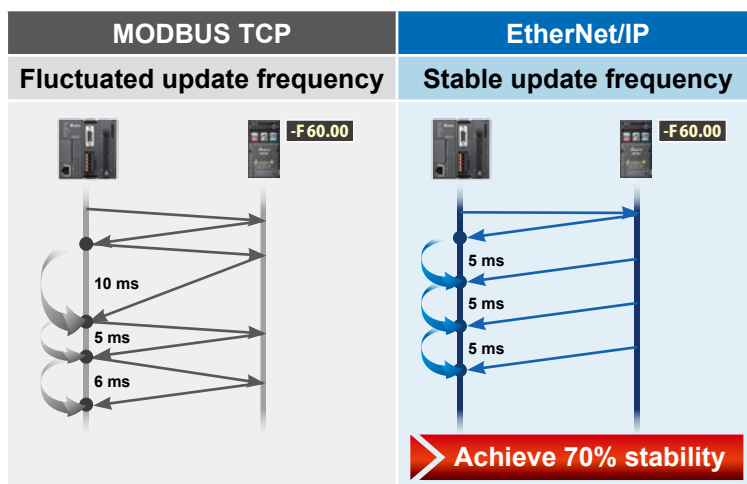 MODBUS TCP
EtherNet/IP
Fluctuated update frequency
Stable update frequency
-F60.00
-F60.00
10 ms
5 ms
6 ms
5 ms
5 ms
5 ms
Achieve 70% stability